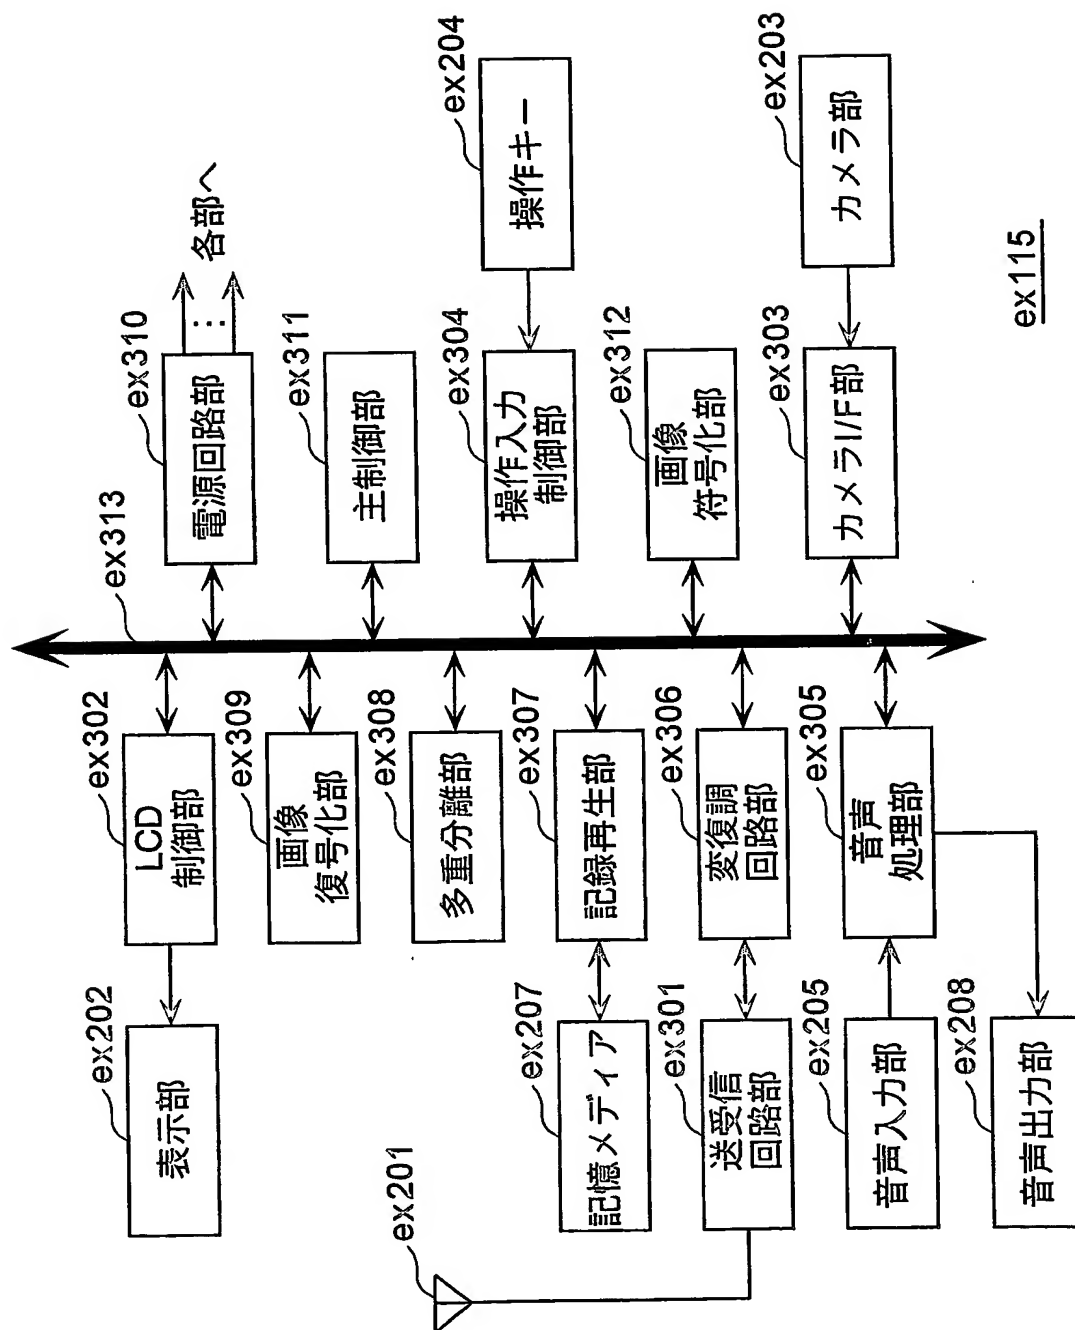 ex201
ex202
表示部
ex302
LCD
制御部
ex313
ex310
電源回路部
各部へ
ex309
画像
復号化部
ex311
主制御部
ex308
多重分離部
ex304
操作入力
制御部
ex204
操作キー
ex207
記憶メディア
ex307
記録再生部
ex312
画像
符号化部
ex301
送受信
回路部
ex306
変復調
回路部
ex303
カメラI/F部
ex203
カメラ部
ex205
音声入力部
ex305
音声
処理部
ex208
音声出力部
ex115